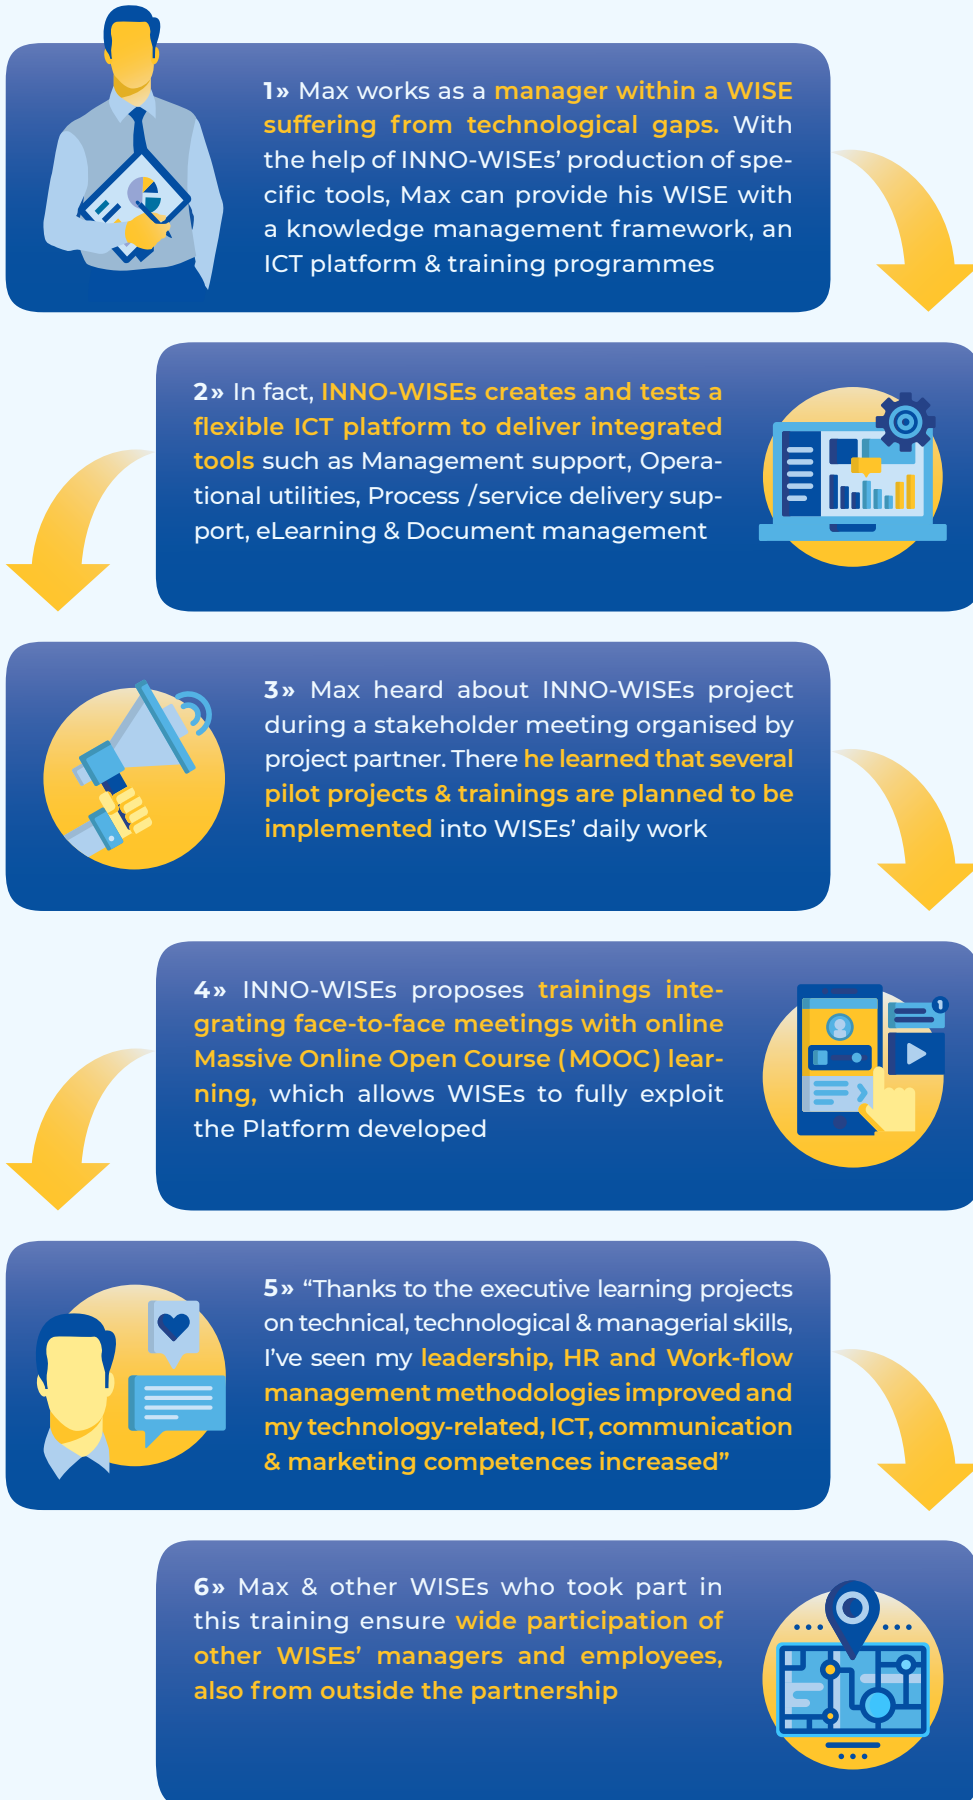 1» Max works as a manager within a WISE
suffering from technological gaps. With
the help of INNO-WISEs’ production of spe-
cific tools, Max can provide his WISE with
a knowledge management framework, an
ICT platform & training programmes
2» In fact, INNO-WISEs creates and tests a
flexible ICT platform to deliver integrated
tools such as Management support, Opera-
tional utilities, Process /service delivery sup-
port, eLearning & Document management
3» Max heard about INNO-WISEs project
during a stakeholder meeting organised by
project partner. There he learned that several
pilot projects & trainings are planned to be
implemented into WISEs’ daily work
4» INNO-WISEs proposes trainings inte-
grating face-to-face meetings with online
Massive Online Open Course (MOOC) lear-
ning, which allows WISEs to fully exploit
the Platform developed
1
5» “Thanks to the executive learning projects
on technical, technological & managerial skills,
I’ve seen my leadership, HR and Work-flow
management methodologies improved and
my technology-related, ICT, communication
& marketing competences increased”
6» Max & other WISEs who took part in
this training ensure wide participation of
other WISEs’ managers and employees,
also from outside the partnership